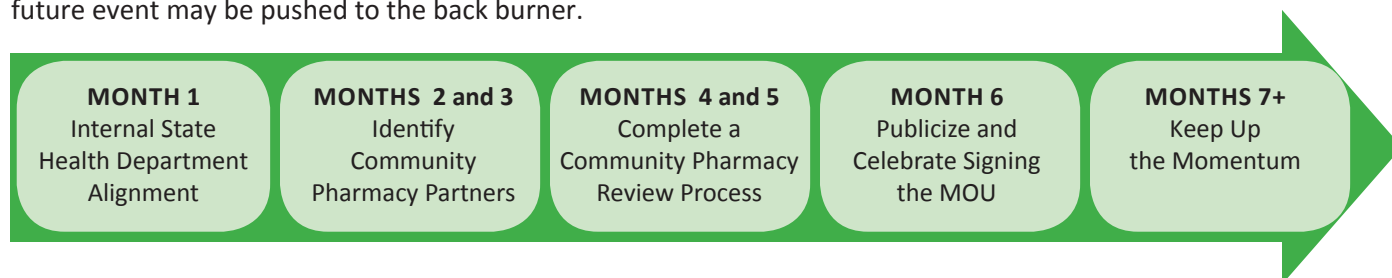 future event may be pushed to the back burner.
MONTH 1
Internal State
Health Department
Alignment
MONTHS 2 and 3
Identify
Community
Pharmacy Partners
MONTHS 4 and 5
Complete a
Community Pharmacy
Review Process
MONTH 6
Publicize and
Celebrate Signing
the MOU
MONTHS 7+
Keep Up
the Momentum